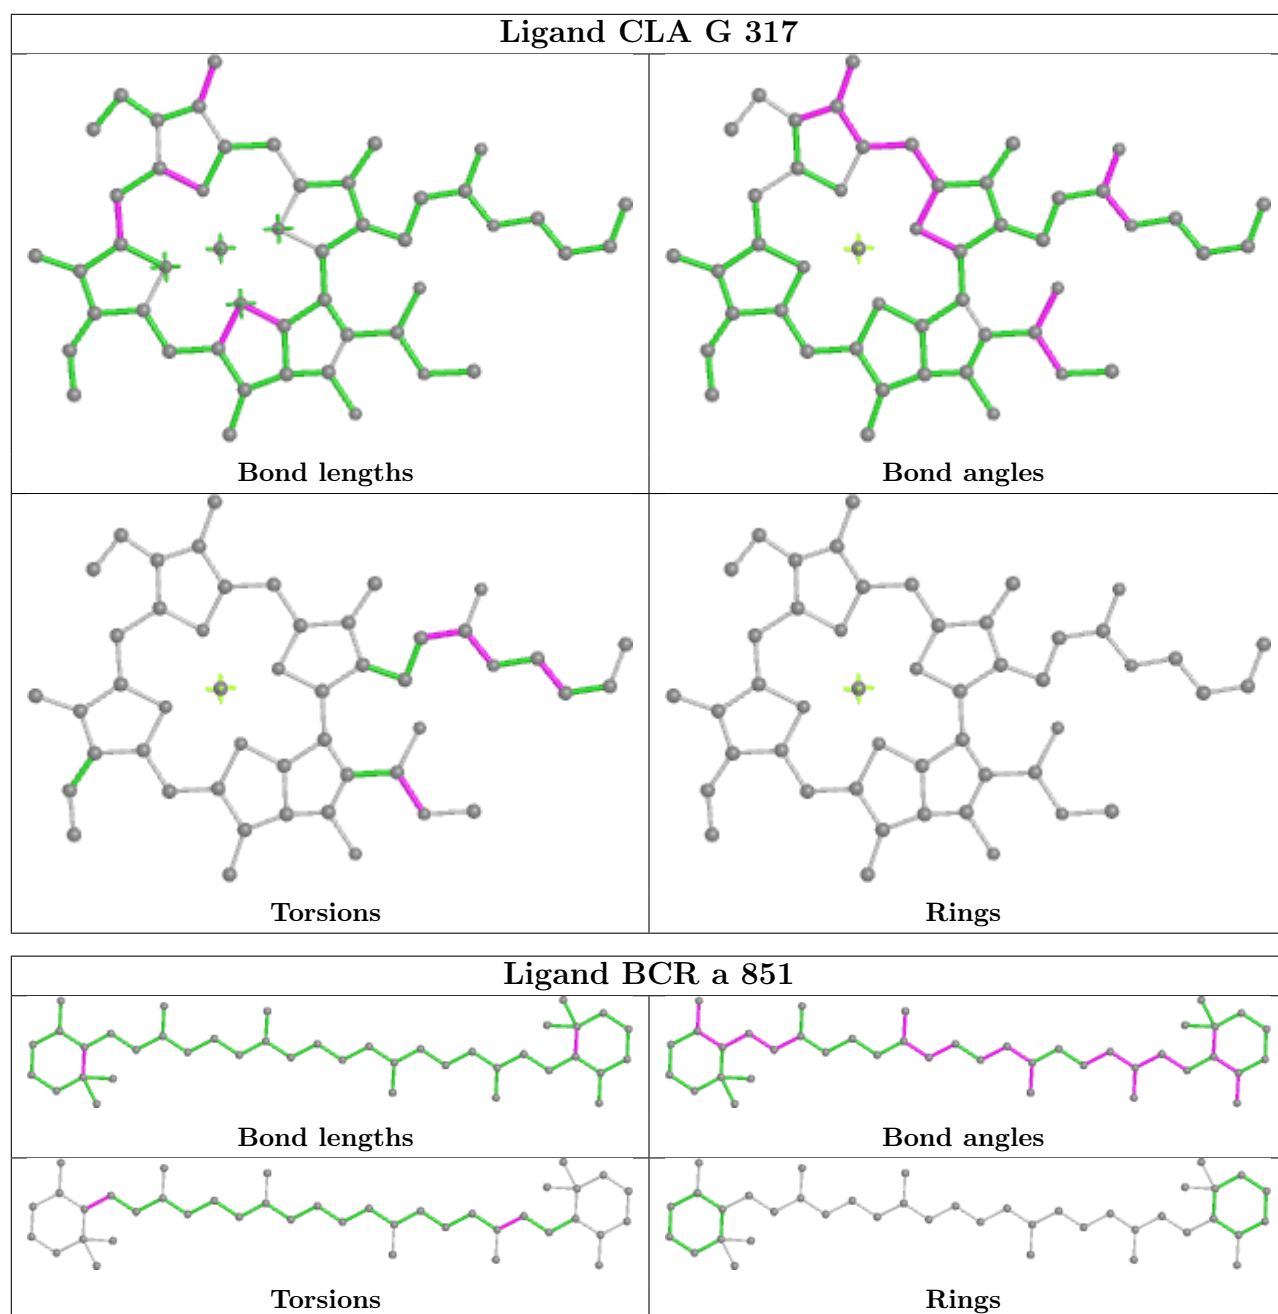 Ligand CLA G 317
Bond lengths
Bond angles
Torsions
Rings
Ligand BCR a 851
Bond lengths
Bond angles
Torsions
Rings